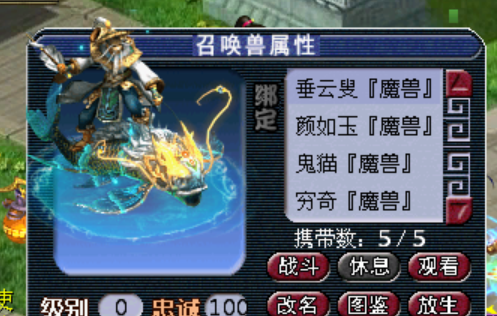 召唤兽属性
绑定
垂云叟『魔兽』
颜如玉『魔兽』
鬼猫『魔兽』
穷奇『魔兽』
携带数：5/5
战斗 休息 观看
级别 0 忠诚 100 改名 图鉴 放生